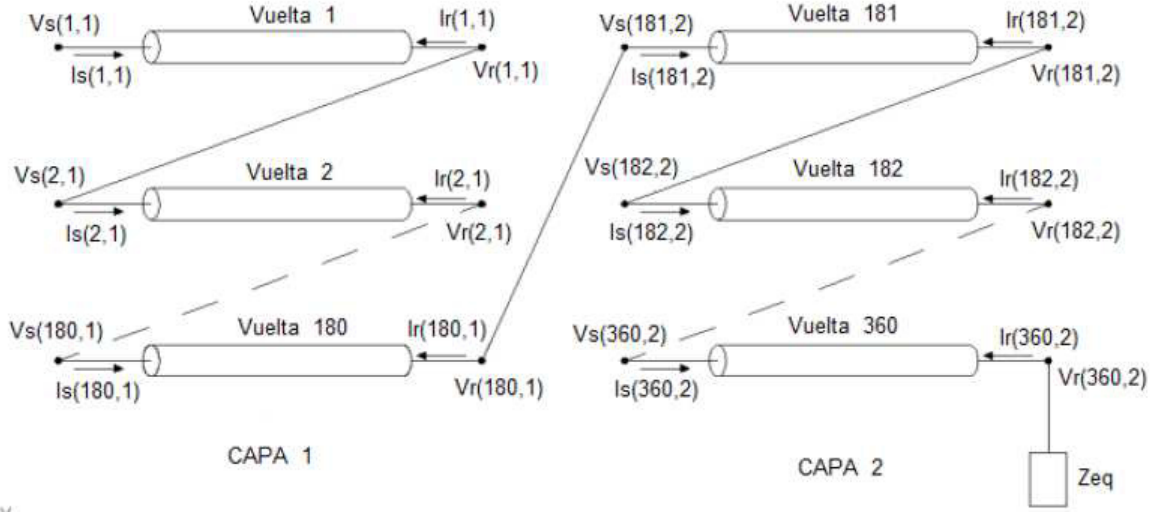 Vs(1,1)
Vuelta 1
Ir(1,1)
Is(1,1)
Vr(1,1)
Vs(2,1)
Vuelta 2
Ir(2,1)
Is(2,1)
Vr(2,1)
Vs(180,1)
Vuelta 180
Ir(180,1)
Is(180,1)
Vr(180,1)
CAPA 1
Vs(181,2)
Vuelta 181
Ir(181,2)
Is(181,2)
Vr(181,2)
Vs(182,2)
Vuelta 182
Ir(182,2)
Is(182,2)
Vr(182,2)
Vs(360,2)
Vuelta 360
Ir(360,2)
Is(360,2)
Vr(360,2)
CAPA 2
Zeq